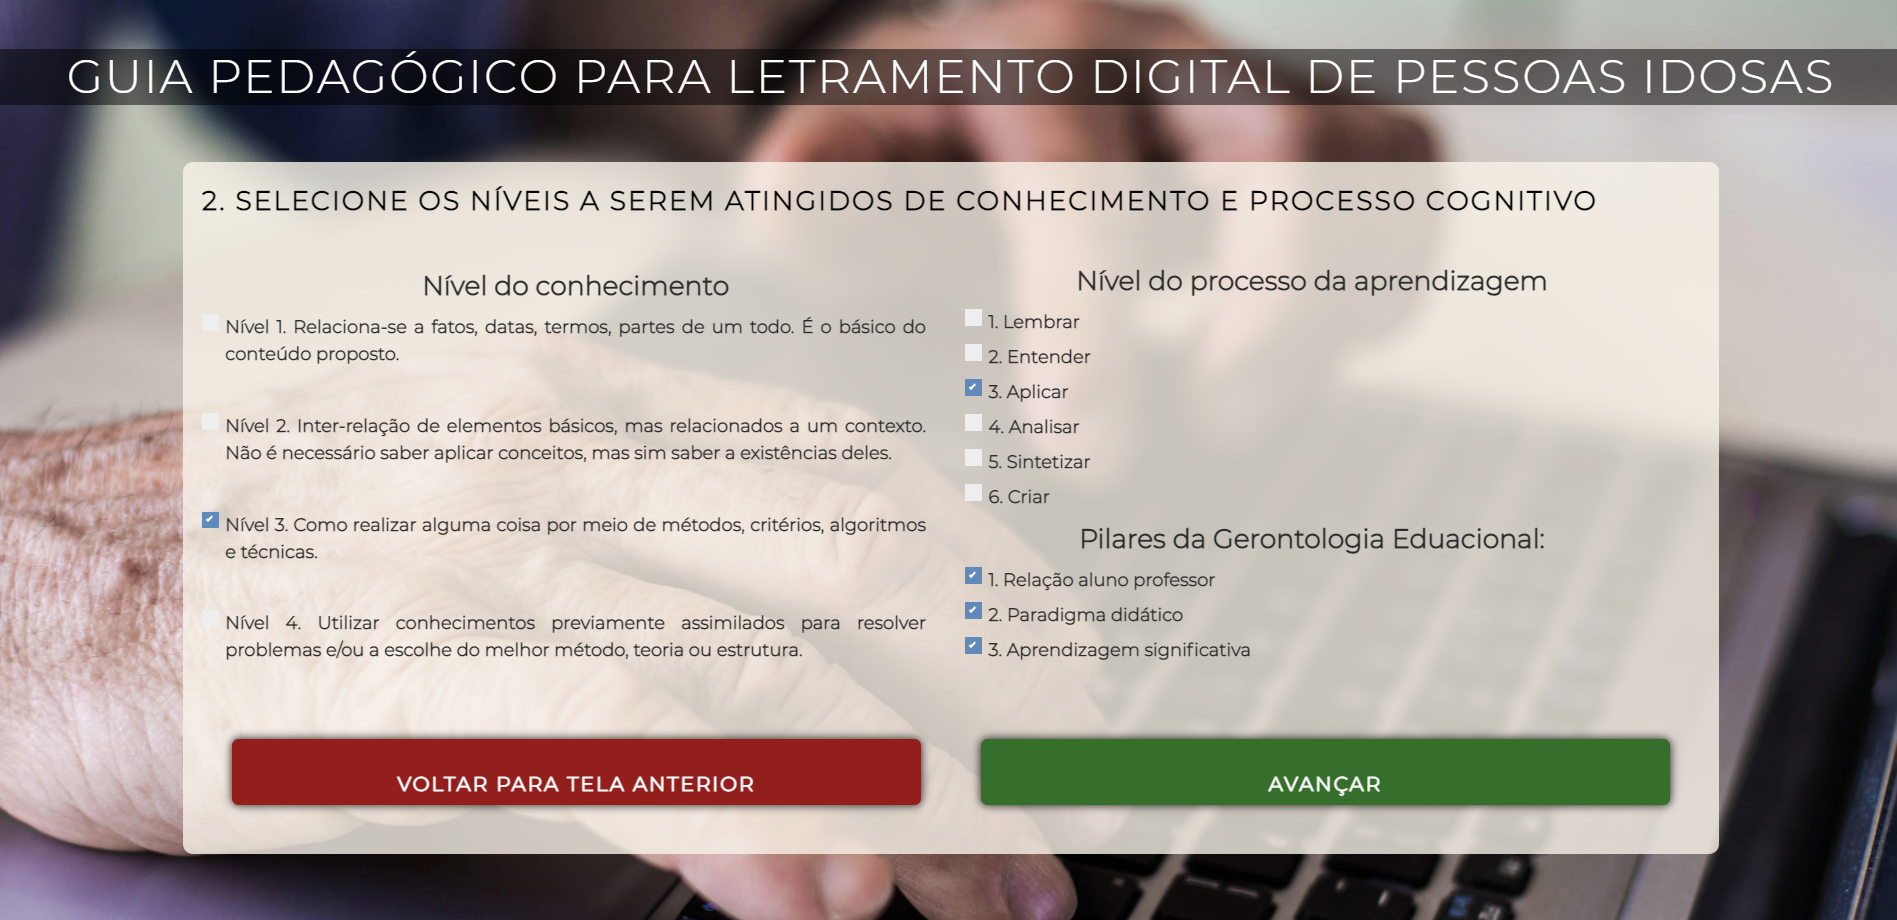 GUIA PEDAGÓGICO PARA LETRAMENTO DIGITAL DE PESSOAS IDOSAS
2. SELECIONE OS NÍVEIS A SEREM ATINGIDOS DE CONHECIMENTO E PROCESSO COGNITIVO
Nível do conhecimento
Nível 1. Relaciona-se a fatos, datas, termos, partes de um todo. É o básico do
conteúdo proposto.
Nível 2. Inter-relação de elementos básicos, mas relacionados a um contexto.
Não é necessário saber aplicar conceitos, mas sim saber a existências deles.
Nível 3. Como realizar alguma coisa por meio de métodos, critérios, algoritmos
e técnicas.
Nível 4. Utilizar conhecimentos previamente assimilados para resolver
problemas e/ou a escolhe do melhor método, teoria ou estrutura.
Nível do processo da aprendizagem
1. Lembrar
2. Entender
3. Aplicar
4. Analisar
5. Sintetizar
6. Criar
Pilares da Gerontologia Eduacional:
1. Relação aluno professor
2. Paradigma didático
3. Aprendizagem significativa
VOLTAR PARA TELA ANTERIOR
AVANÇAR